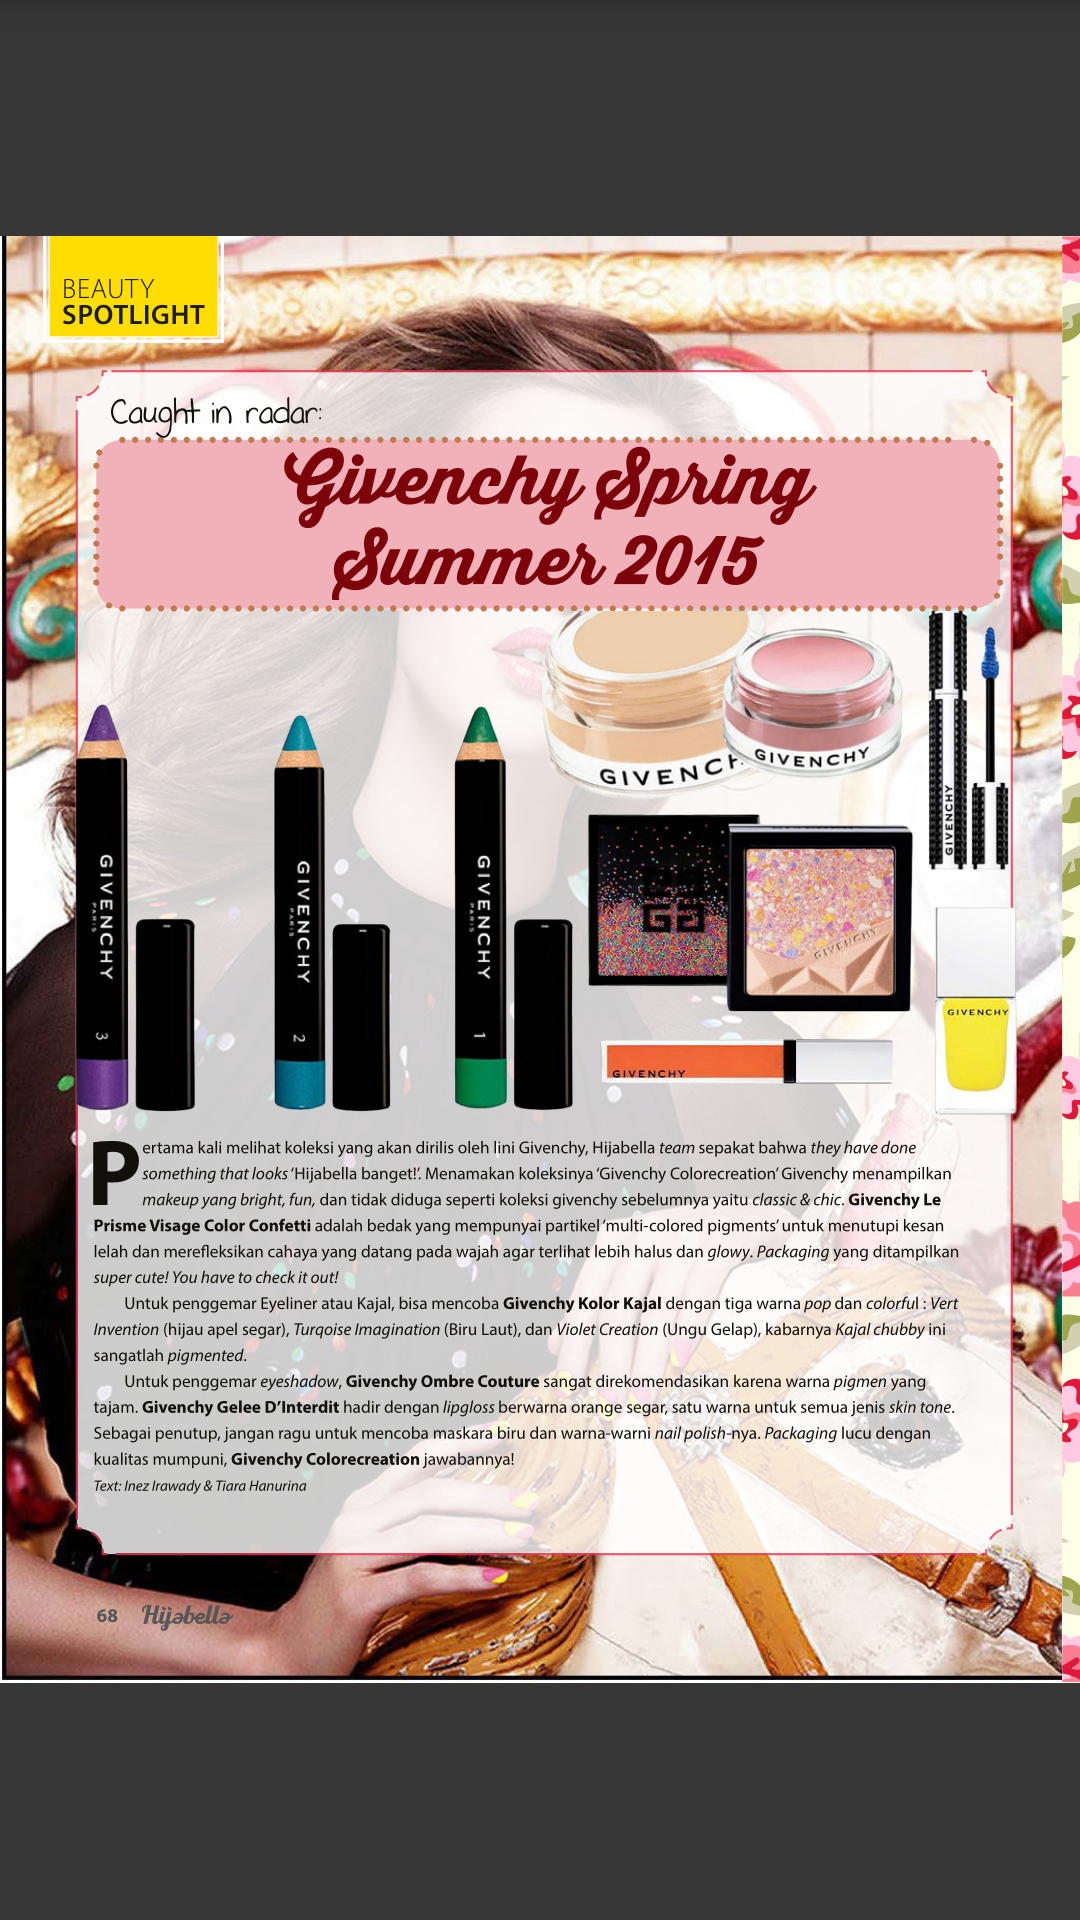 BEAUTY
SPOTLIGHT
Caught in radar:
Givenchy Spring
Summer 2015
GIVENCH
GIVENCHY
GIVENCHY
GIVENCHY
PARIS
3
GIVENCHY
PARIS
2
GIVENCHY
PARIS
1
GIVENCHY
GIVENCHY
GIVENCHY
Pertama kali melihat koleksi yang akan dirilis oleh lini Givenchy, Hijabella team sepakat bahwa they have done
something that looks ‘Hijabella banget!’. Menamakan koleksinya ‘Givenchy Colorecreation’ Givenchy menampilkan
makeup yang bright, fun, dan tidak diduga seperti koleksi givenchy sebelumnya yaitu classic & chic. Givenchy Le
Prisme Visage Color Confetti adalah bedak yang mempunyai partikel ‘multi-colored pigments’ untuk menutupi kesan
lelah dan merefleksikan cahaya yang datang pada wajah agar terlihat lebih halus dan glowy. Packaging yang ditampilkan
super cute! You have to check it out!
Untuk penggemar Eyeliner atau Kajal, bisa mencoba Givenchy Kolor Kajal dengan tiga warna pop dan colorful : Vert
Invention (hijau apel segar), Turqoise Imagination (Biru Laut), dan Violet Creation (Ungu Gelap), kabarnya Kajal chubby ini
sangatlah pigmented.
Untuk penggemar eyeshadow, Givenchy Ombre Couture sangat direkomendasikan karena warna pigmen yang
tajam. Givenchy Gelee D’Interdit hadir dengan lipgloss berwarna orange segar, satu warna untuk semua jenis skin tone.
Sebagai penutup, jangan ragu untuk mencoba maskara biru dan warna-warni nail polish-nya. Packaging lucu dengan
kualitas mumpuni, Givenchy Colorecreation jawabannya!
Text: Inez Irawady & Tiara Hanurina
68 Hijabella